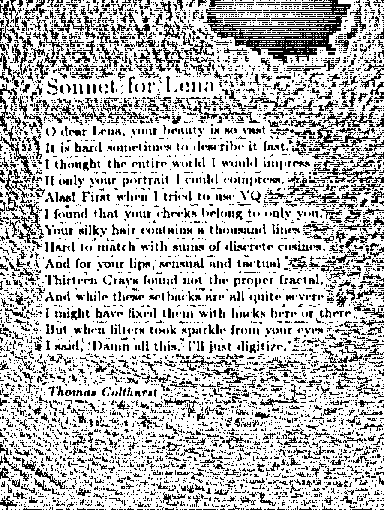 Sonnet for Lena
O dear Lena, your beauty is so vast
It is hard sometimes to describe it fast.
I thought the entire world I would impress
If only your portrait I could compress.
Alas! First when I tried to use VQ
I found that your cheeks belong to only you.
Your silky hair contains a thousand lines
Hard to match with sums of discrete cosines.
And for your lips, sensual and tactual
Thirteen Crays found not the proper fractal.
And while these setbacks are all quite severe
I might have fixed them with hacks here or there
But when filters took sparkle from your eyes
I said, 'Damn all this. I'll just digitize.'
Thomas Colthurst